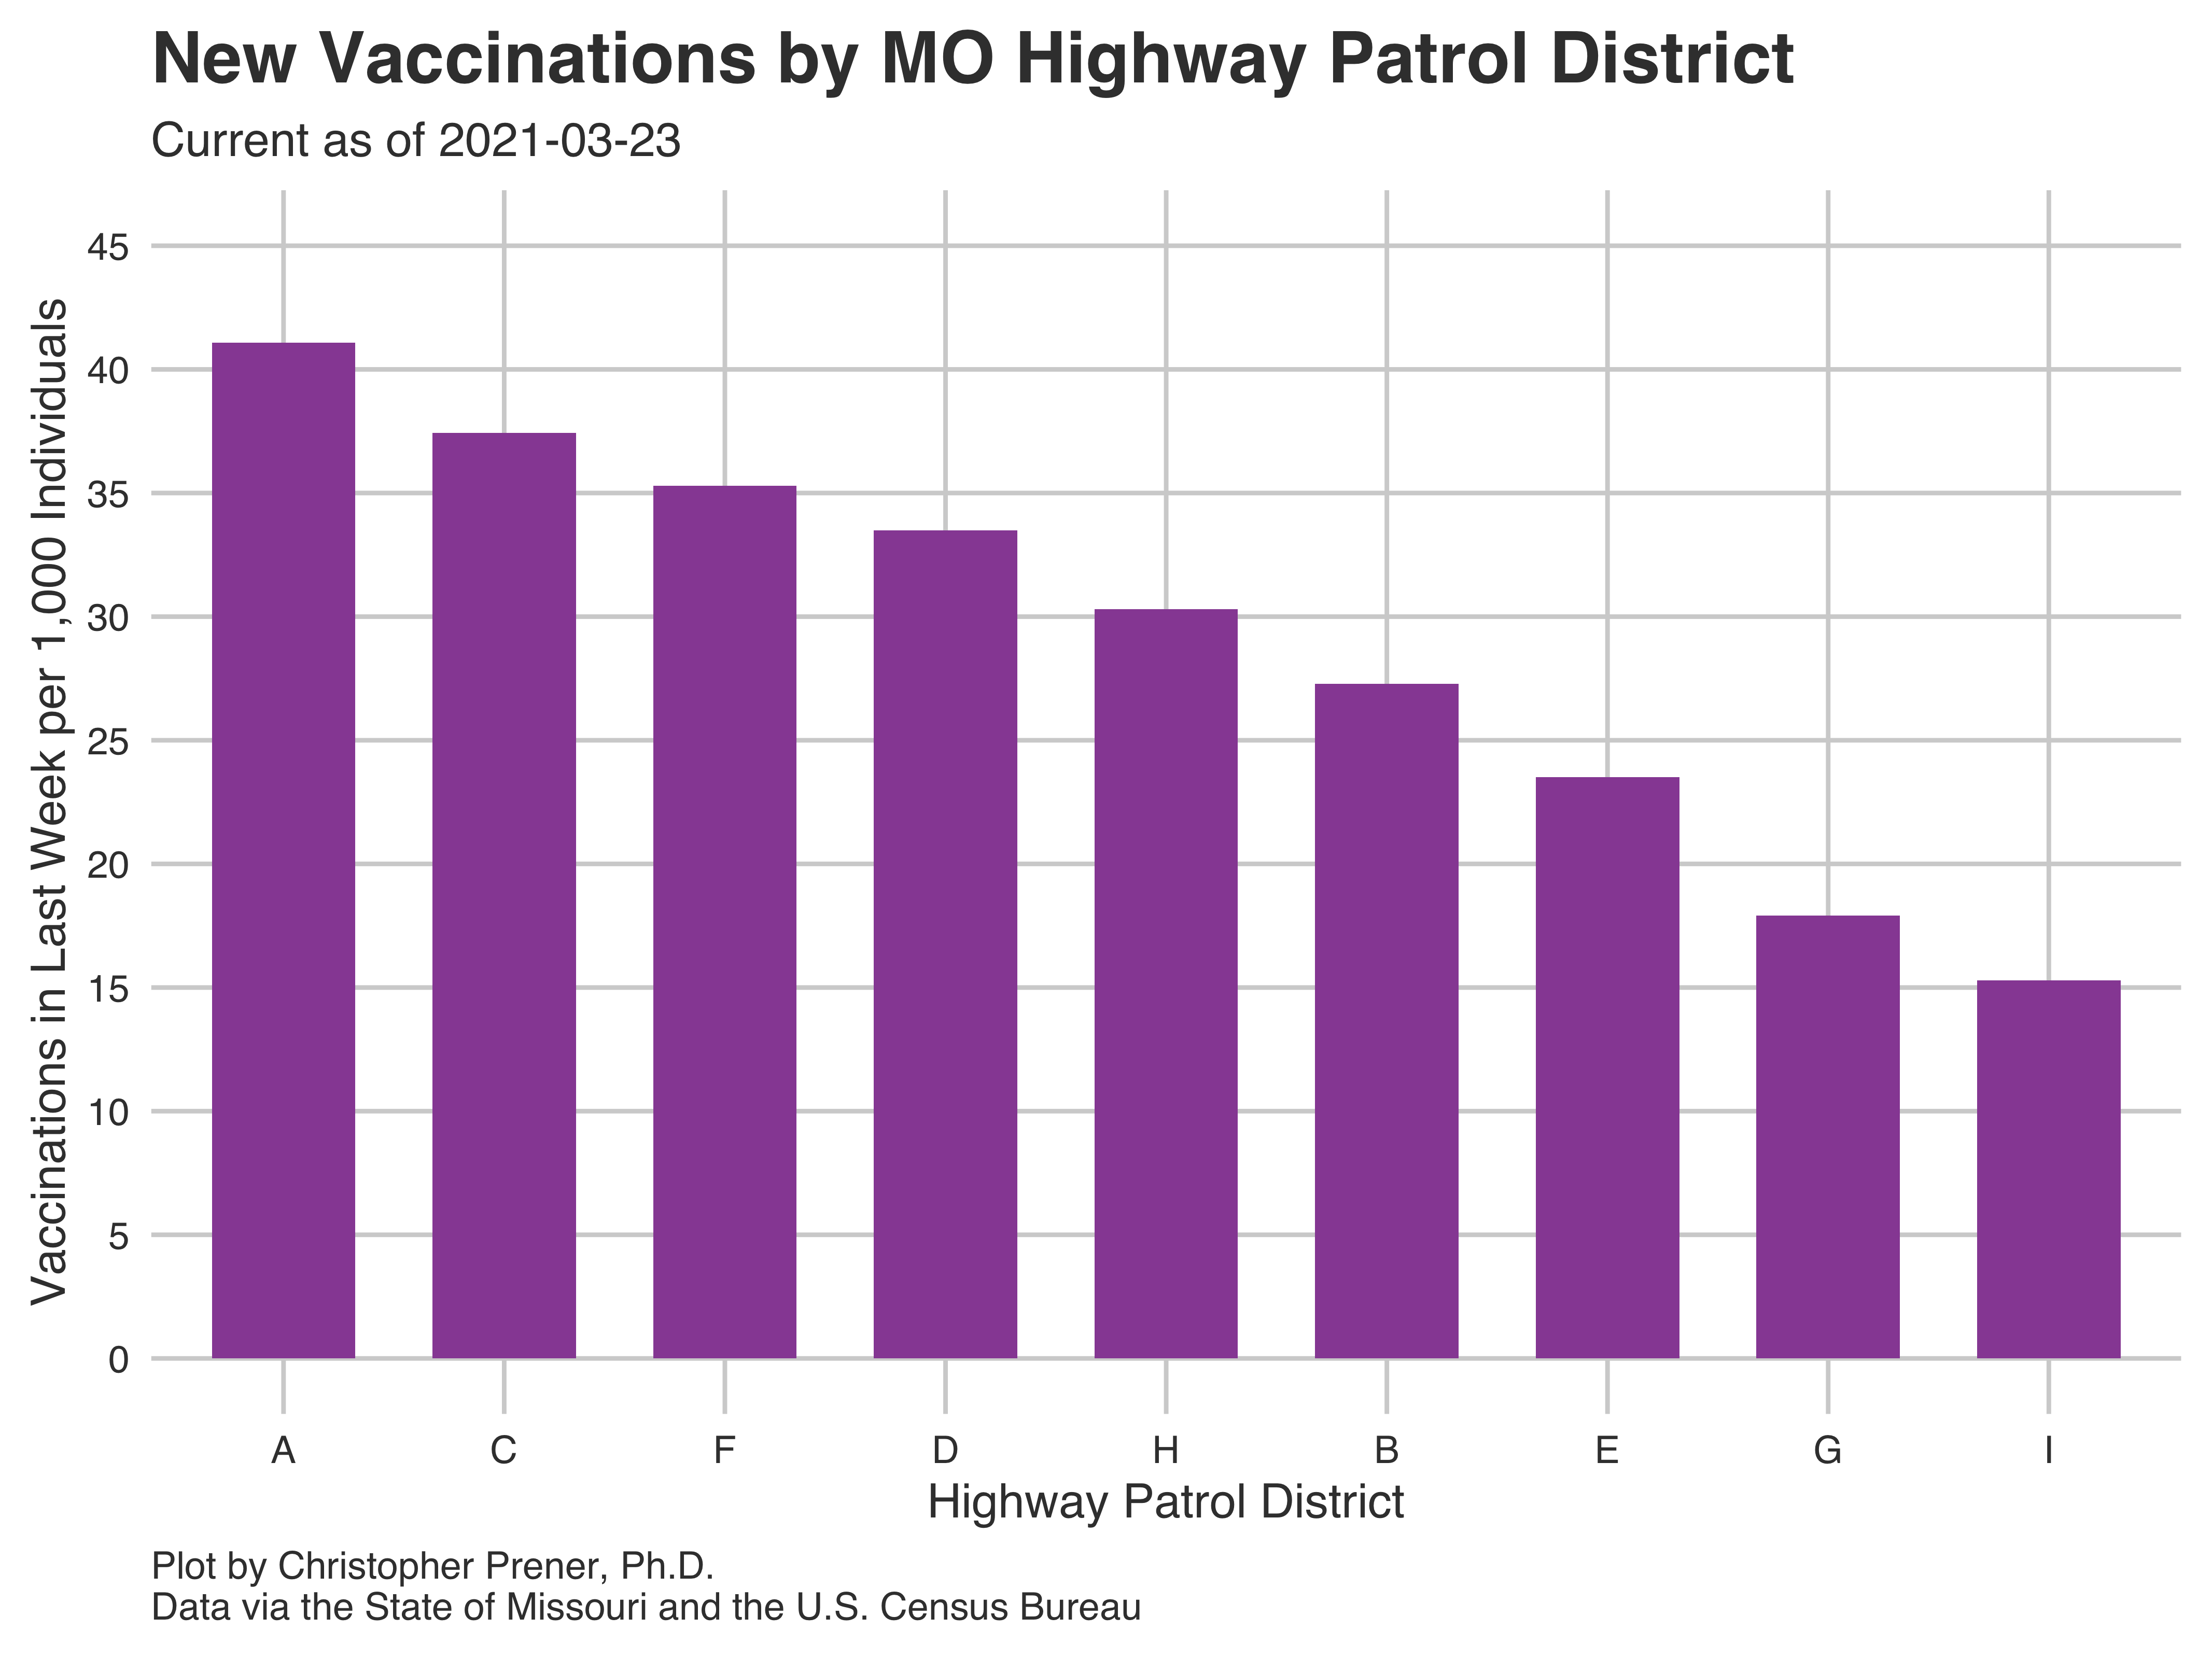 New Vaccinations by MO Highway Patrol District
Current as of 2021-03-23
Vaccinations in Last Week per 1,000 Individuals
45
40
35
30
25
20
15
10
5
0
A C F D H B E G I
Highway Patrol District
Plot by Christopher Prener, Ph.D.
Data via the State of Missouri and the U.S. Census Bureau